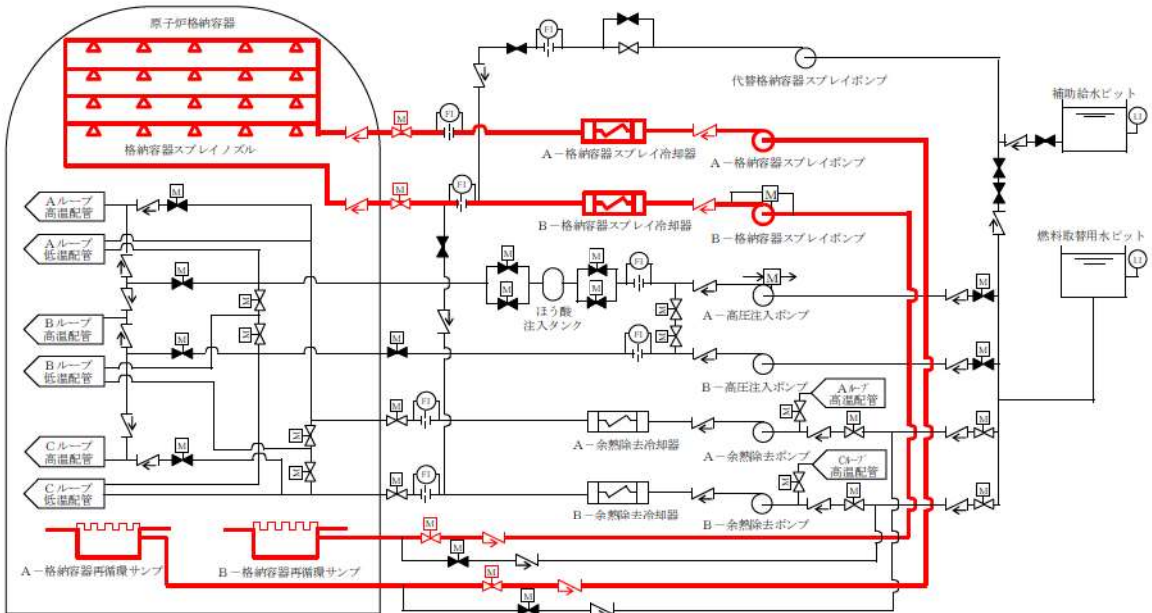 原子炉格納容器
FI
代替格納容器スプレイポンプ
補助給水ピット
LI
M
FI
格納容器スプレイノズル
A-格納容器スプレイ冷却器
A-格納容器スプレイポンプ
M
FI
M
Aループ
高温配管
M
B-格納容器スプレイ冷却器
B-格納容器スプレイポンプ
燃料取替用水ピット
LI
Aループ
低温配管
M
M
M
FI
M
M
M
M
M
ほう酸
注入タンク
M
A-高圧注入ポンプ
Bループ
高温配管
M
M
M
M
FI
M
Bループ
低温配管
B-高圧注入ポンプ
Aループ
高温配管
M
FI
M
M
M
M
A-余熱除去冷却器
A-余熱除去ポンプ
Cループ
高温配管
M
Cループ
高温配管
M
M
FI
M
M
M
Cループ
低温配管
B-余熱除去冷却器
B-余熱除去ポンプ
M
M
A-格納容器再循環サンプ
B-格納容器再循環サンプ
M
M